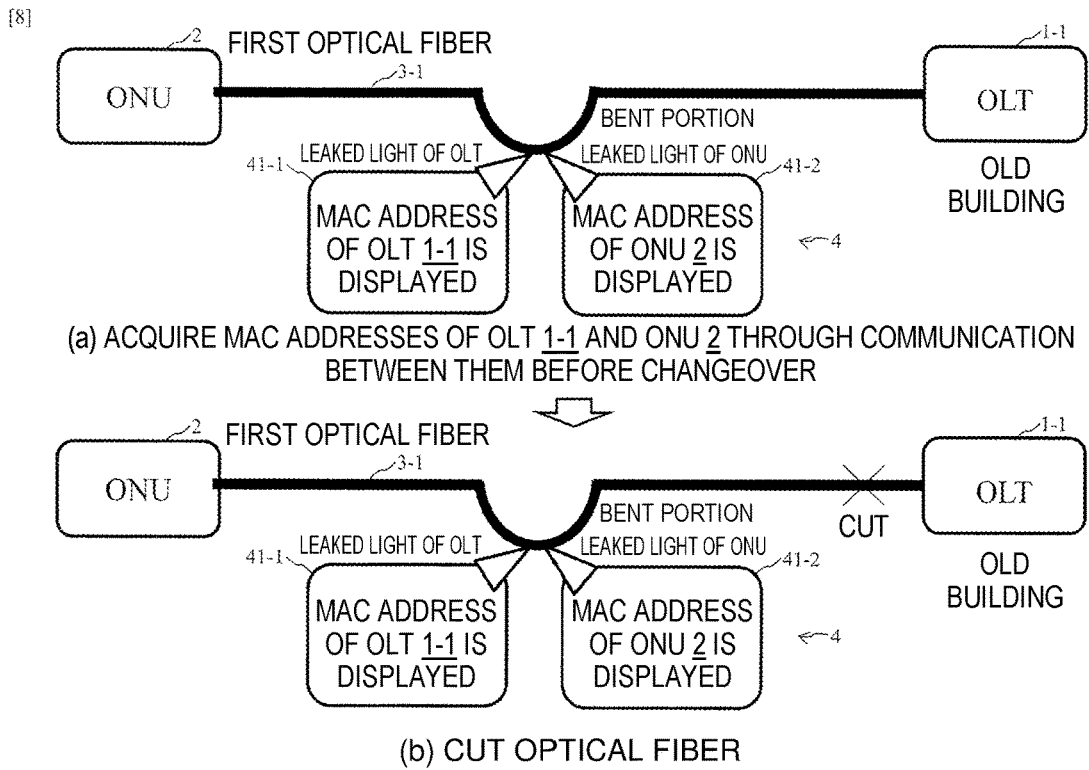 [8]
2
FIRST OPTICAL FIBER
1-1
ONU
3-1
OLT
BENT PORTION
LEAKED LIGHT OF OLT
LEAKED LIGHT OF ONU
41-1
41-2
OLD
BUILDING
MAC ADDRESS
OF OLT 1-1 IS
DISPLAYED
MAC ADDRESS
OF ONU 2 IS
DISPLAYED
4
(a) ACQUIRE MAC ADDRESSES OF OLT 1-1 AND ONU 2 THROUGH COMMUNICATION
BETWEEN THEM BEFORE CHANGEOVER
2
FIRST OPTICAL FIBER
1-1
ONU
3-1
OLT
BENT PORTION
CUT
LEAKED LIGHT OF OLT
LEAKED LIGHT OF ONU
41-1
41-2
OLD
BUILDING
MAC ADDRESS
OF OLT 1-1 IS
DISPLAYED
MAC ADDRESS
OF ONU 2 IS
DISPLAYED
4
(b) CUT OPTICAL FIBER